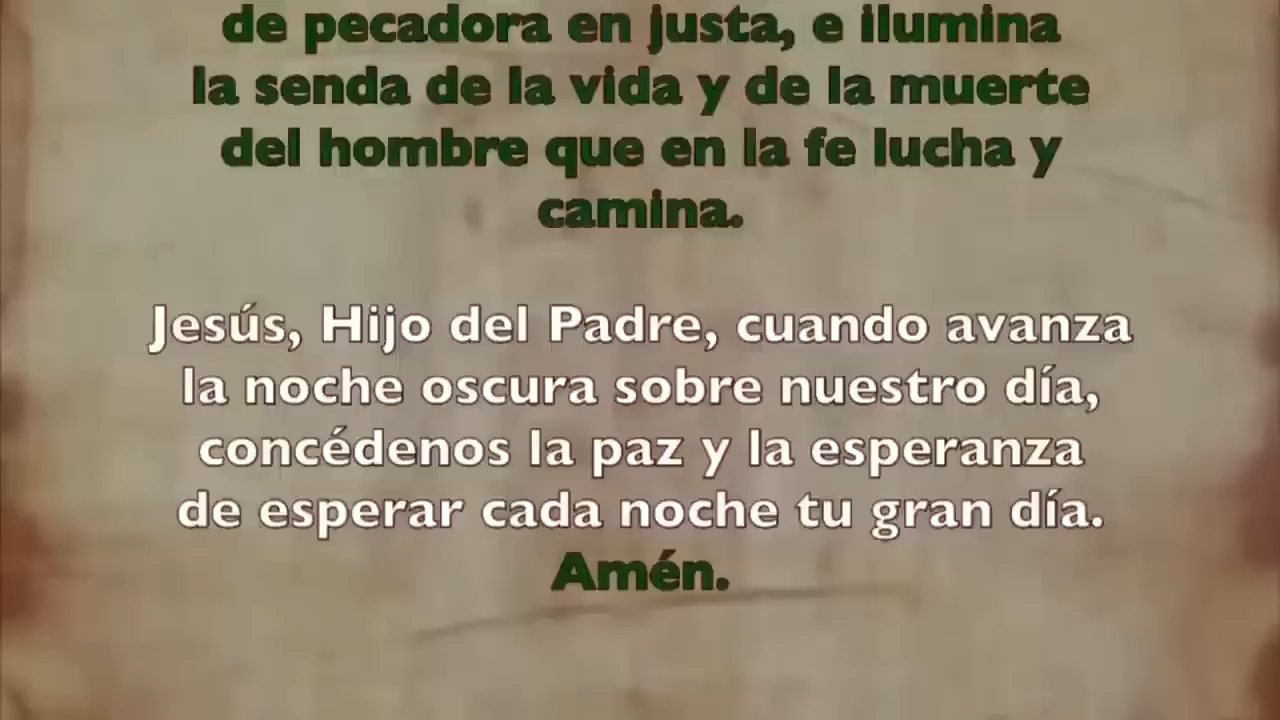 de pecadora en justa, e ilumina
la senda de la vida y de la muerte
del hombre que en la fe lucha y
camina.
Jesús, Hijo del Padre, cuando avanza
la noche oscura sobre nuestro día,
concédenos la paz y la esperanza
de esperar cada noche tu gran día.
Amén.